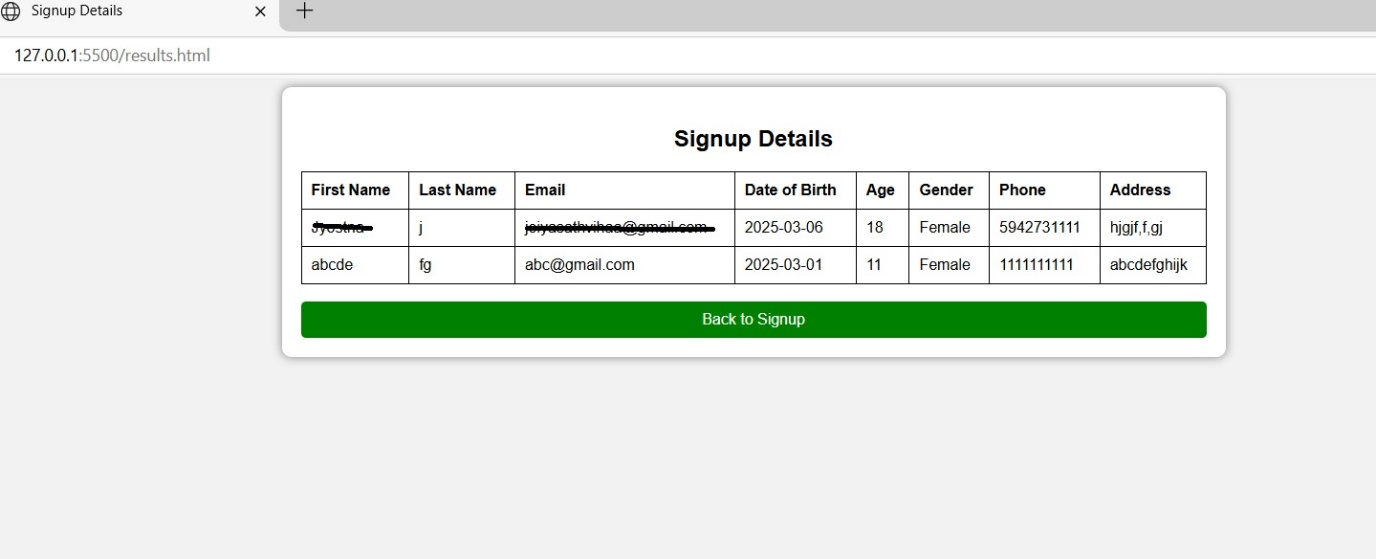 Signup Details
127.0.0.1:5500/results.html
Signup Details
First Name Last Name Email Date of Birth Age Gender Phone Address
j 2025-03-06 18 Female 5942731111 hjgjf,f,gj
abcde fg abc@gmail.com 2025-03-01 11 Female 1111111111 abcdefghijk
Back to Signup